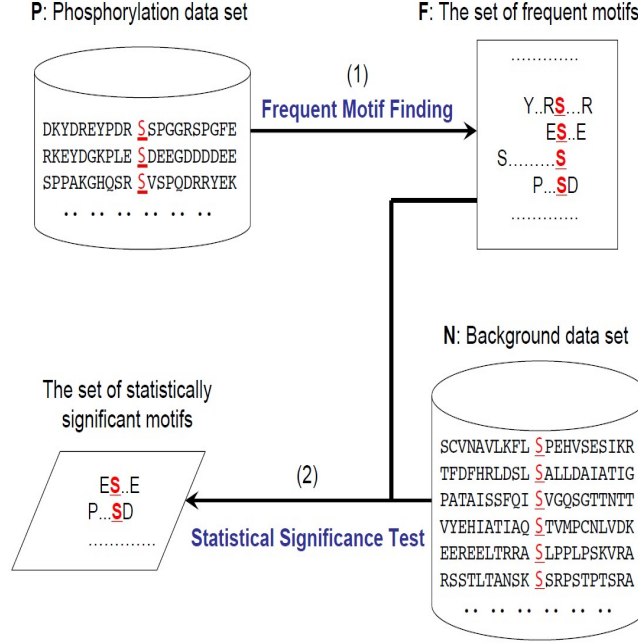 P: Phosphorylation data set
F: The set of frequent motifs
(1)
Frequent Motif Finding
DKYDREYPDR S SPGGRSPGFE
RKEYDGKPLE S DEEGDDDDEE
SPPAKGHQSR S VSPQDRRYEK
.. .. .. .. .. ..
.............
Y..RS...R
ES..E
S.........S
P...SD
.............
N: Background data set
SCVNAVLKFL S PEHVSESIKR
TFDFHRLDSL S ALLDAIATIG
PATAISSFQI S VGQSGTTNTT
VYEHIATIAQ S TVMPCNLVDK
EEREELTRRA S LPPLPSKVRA
RSSTLTANSK S SRPSTPTSRA
.. .. .. .. .. ..
The set of statistically
significant motifs
ES..E
P...SD
.............
(2)
Statistical Significance Test